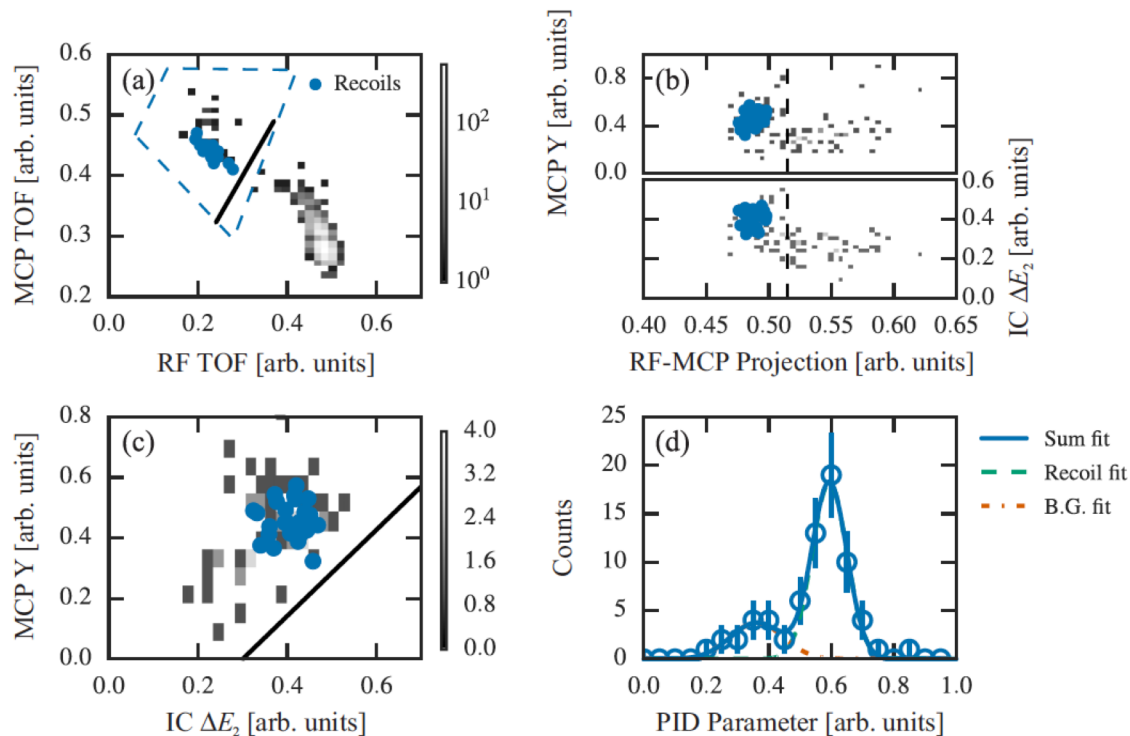 (a)
Recoils
MCP TOF [arb. units]
0.6
0.5
0.4
0.3
0.2
0.0 0.2 0.4 0.6
RF TOF [arb. units]
10²
10¹
10⁰
(b)
MCP Y [arb. units]
0.8
0.4
0.0
0.6
0.4
0.2
0.0
IC ΔE₂ [arb. units]
0.40 0.45 0.50 0.55 0.60 0.65
RF-MCP Projection [arb. units]
(c)
MCP Y [arb. units]
0.8
0.6
0.4
0.2
0.0
0.0 0.2 0.4 0.6
IC ΔE₂ [arb. units]
4.0
3.2
2.4
1.6
0.8
0.0
(d)
Counts
25
20
15
10
5
0
0.0 0.2 0.4 0.6 0.8 1.0
PID Parameter [arb. units]
Sum fit
Recoil fit
B.G. fit